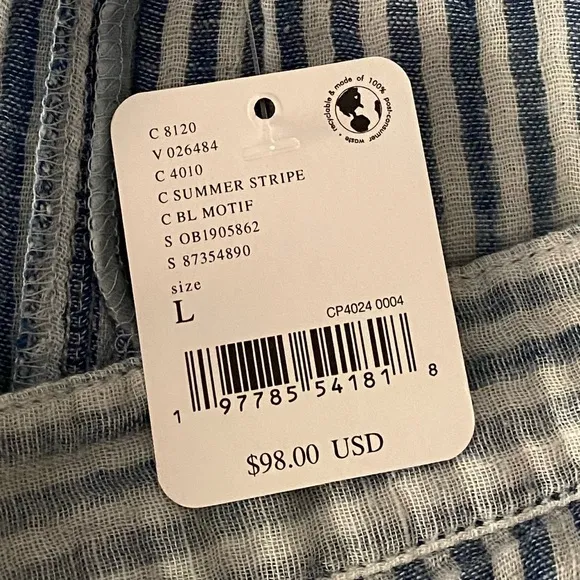 recyclable & made of 100% post-consumer waste •
C 8120
V 026484
C 4010
C SUMMER STRIPE
C BL MOTIF
S OB1905862
S 87354890
size
L
CP4024 0004
1 97785 54181 8
$98.00 USD